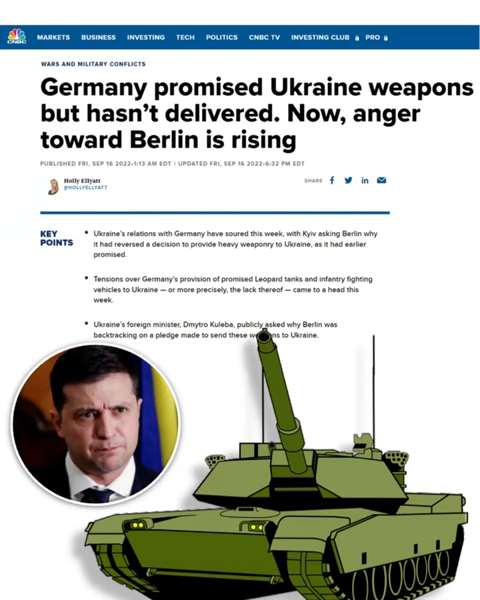 CNBC
MARKETS BUSINESS INVESTING TECH POLITICS CNBC TV INVESTING CLUB PRO
WARS AND MILITARY CONFLICTS
Germany promised Ukraine weapons
but hasn't delivered. Now, anger
toward Berlin is rising
PUBLISHED FRI, SEP 16 2022•1:13 AM EDT | UPDATED FRI, SEP 16 2022•6:32 PM EDT
Holly Ellyatt
@HOLLYELLYATT
SHARE
KEY
POINTS
• Ukraine's relations with Germany have soured this week, with Kyiv asking Berlin why
it had reversed a decision to provide heavy weaponry to Ukraine, as it had earlier
promised.
• Tensions over Germany's provision of promised Leopard tanks and infantry fighting
vehicles to Ukraine — or more precisely, the lack thereof — came to a head this
week.
• Ukraine's foreign minister, Dmytro Kuleba, publicly asked why Berlin was
backtracking on a pledge made to send these weapons to Ukraine.